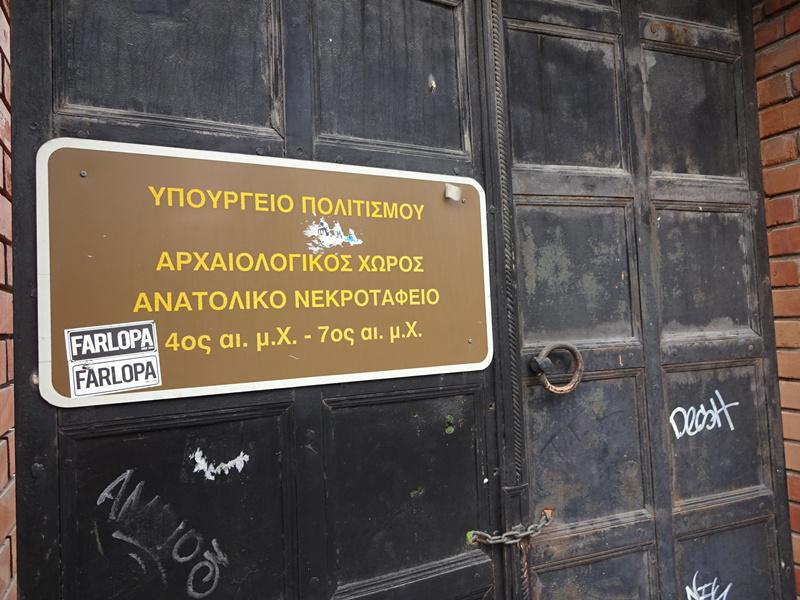 ΥΠΟΥΡΓΕΙΟ ΠΟΛΙΤΙΣΜΟΥ
ΑΡΧΑΙΟΛΟΓΙΚΟΣ ΧΩΡΟΣ
ΑΝΑΤΟΛΙΚΟ ΝΕΚΡΟΤΑΦΕΙΟ
4ος αι. μ.Χ. - 7ος αι. μ.Χ.
FARLOPA
FARLOPA